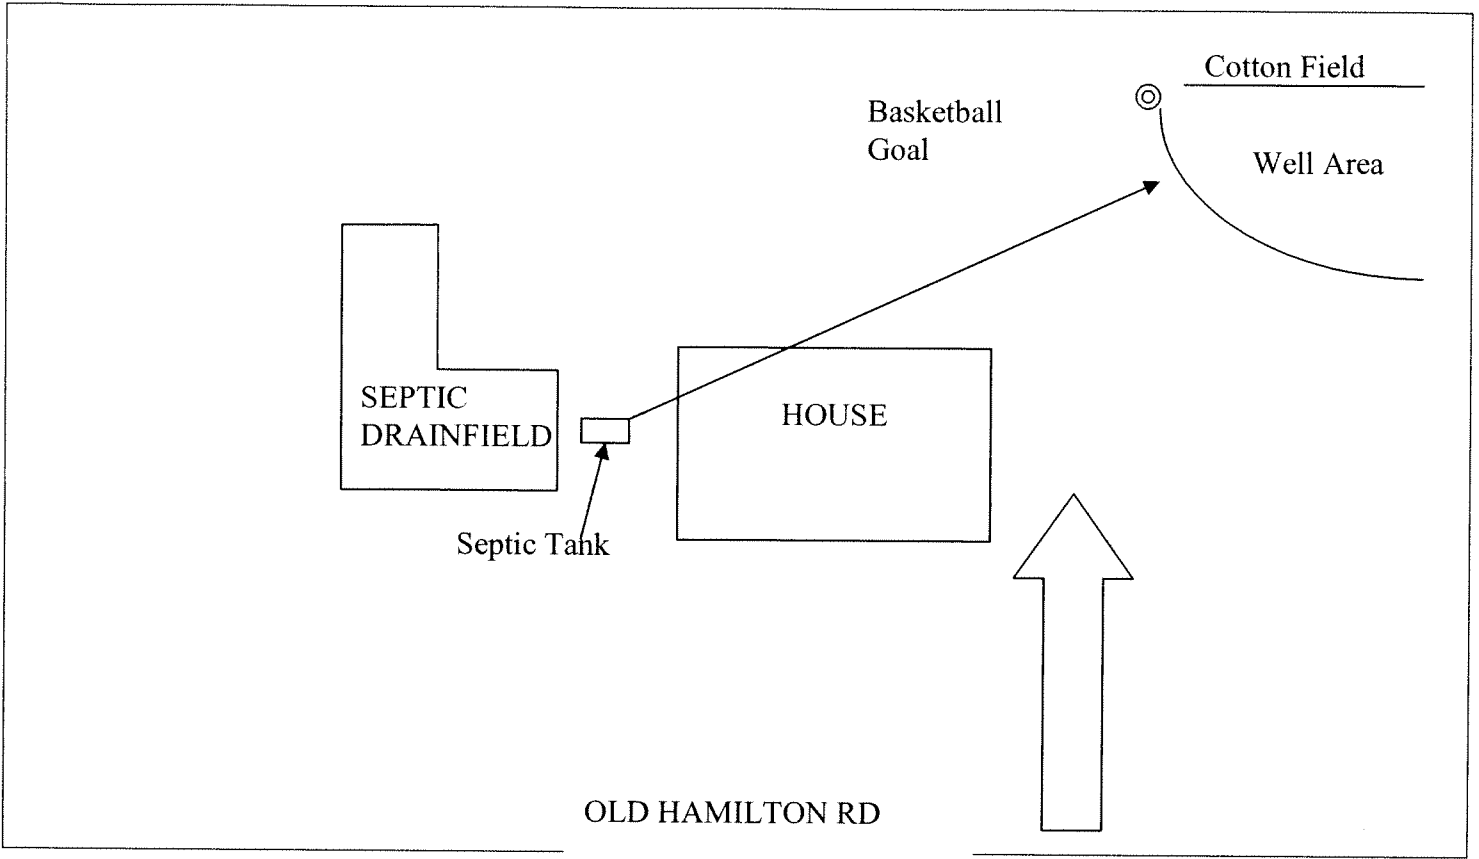 Cotton Field
Basketball
Goal
Well Area
SEPTIC
DRAINFIELD
HOUSE
Septic Tank
OLD HAMILTON RD